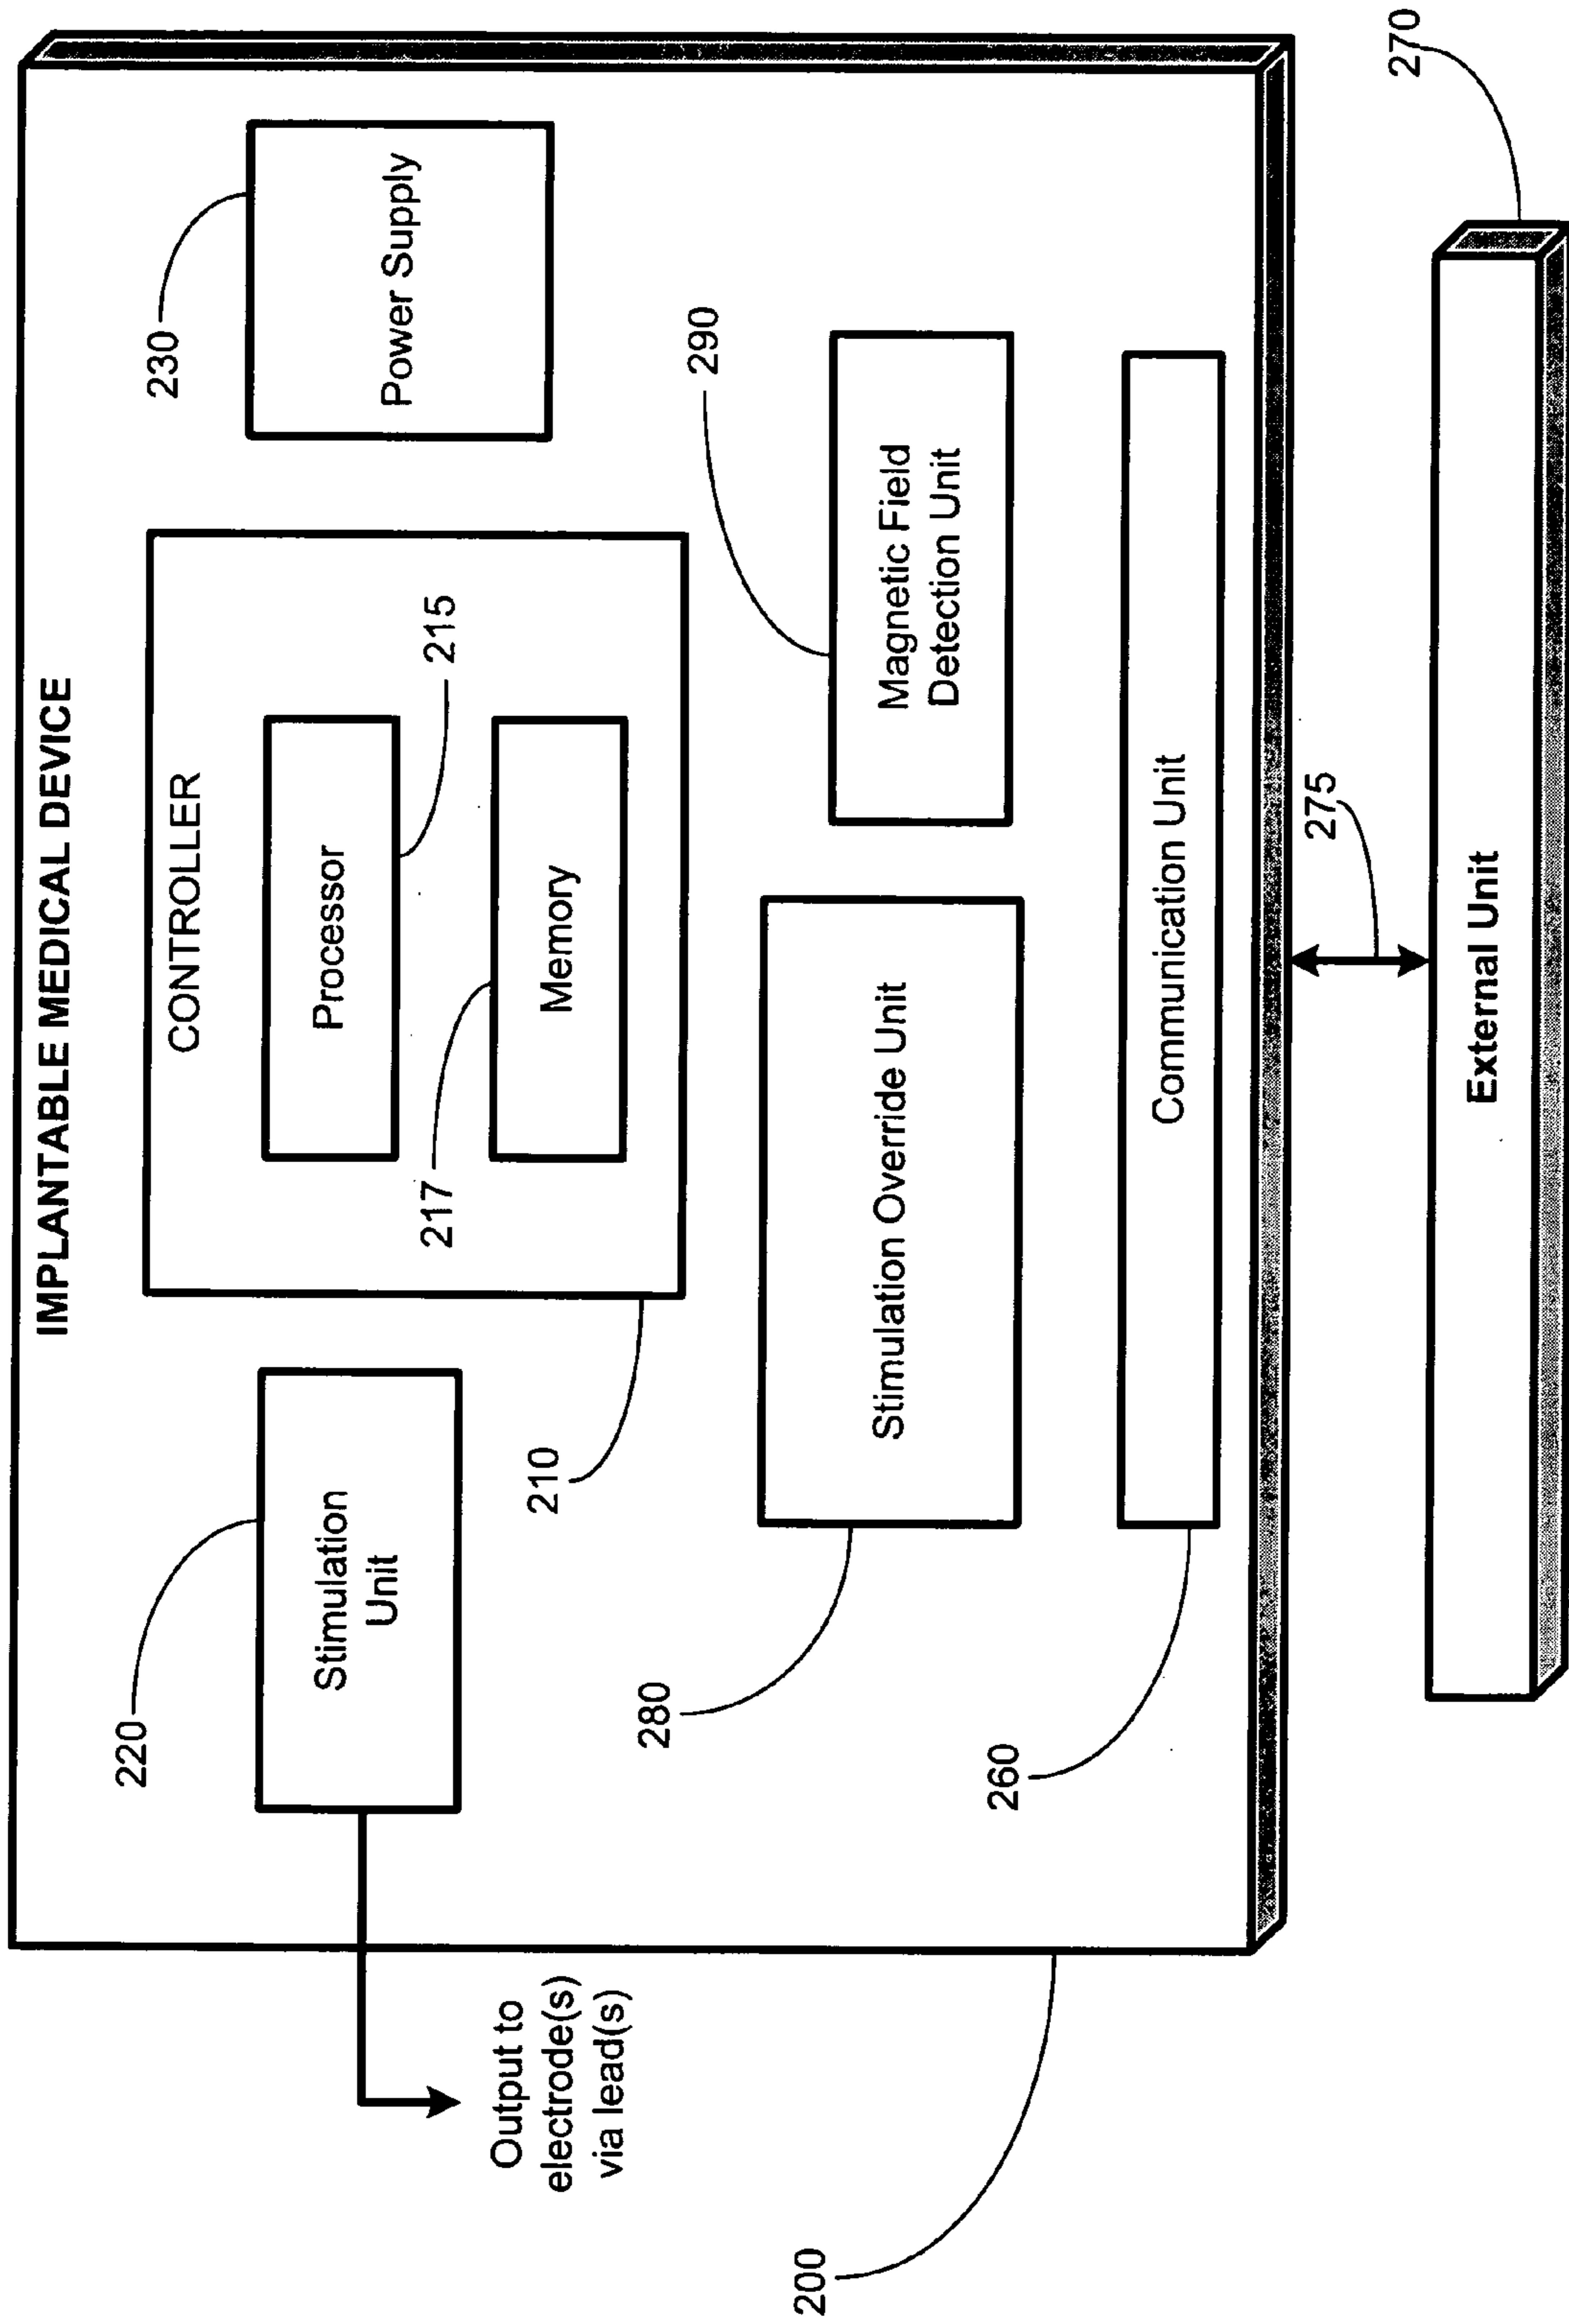 IMPLANTABLE MEDICAL DEVICE
220
Stimulation
Unit
Output to
electrode(s)
via lead(s)
CONTROLLER
Processor
215
217
Memory
210
230
Power Supply
280
Stimulation Override Unit
290
Magnetic Field
Detection Unit
260
Communication Unit
200
275
External Unit
270